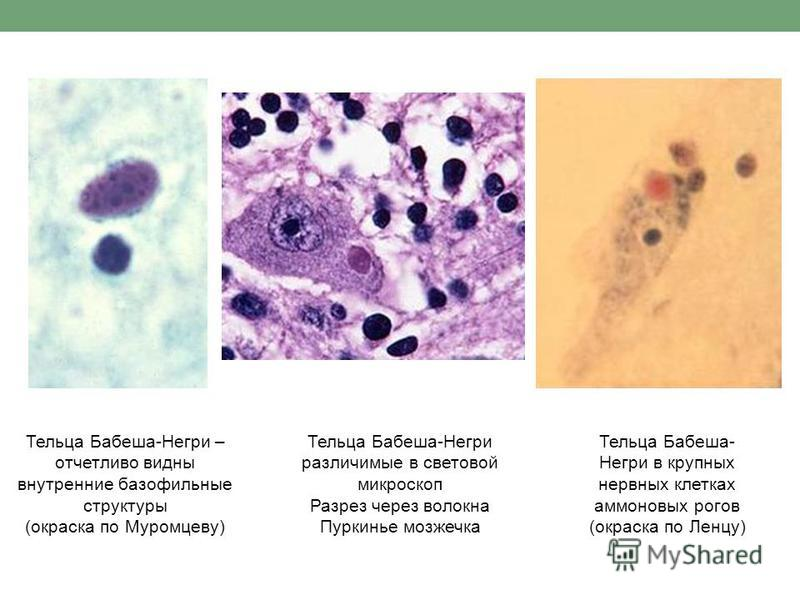 Тельца Бабеша-Негри –
отчетливо видны
внутренние базофильные
структуры
(окраска по Муромцеву)
Тельца Бабеша-Негри
различимые в световой
микроскоп
Разрез через волокна
Пуркинье мозжечка
Тельца Бабеша-
Негри в крупных
нервных клетках
аммоновых рогов
(окраска по Ленцу)
MyShared